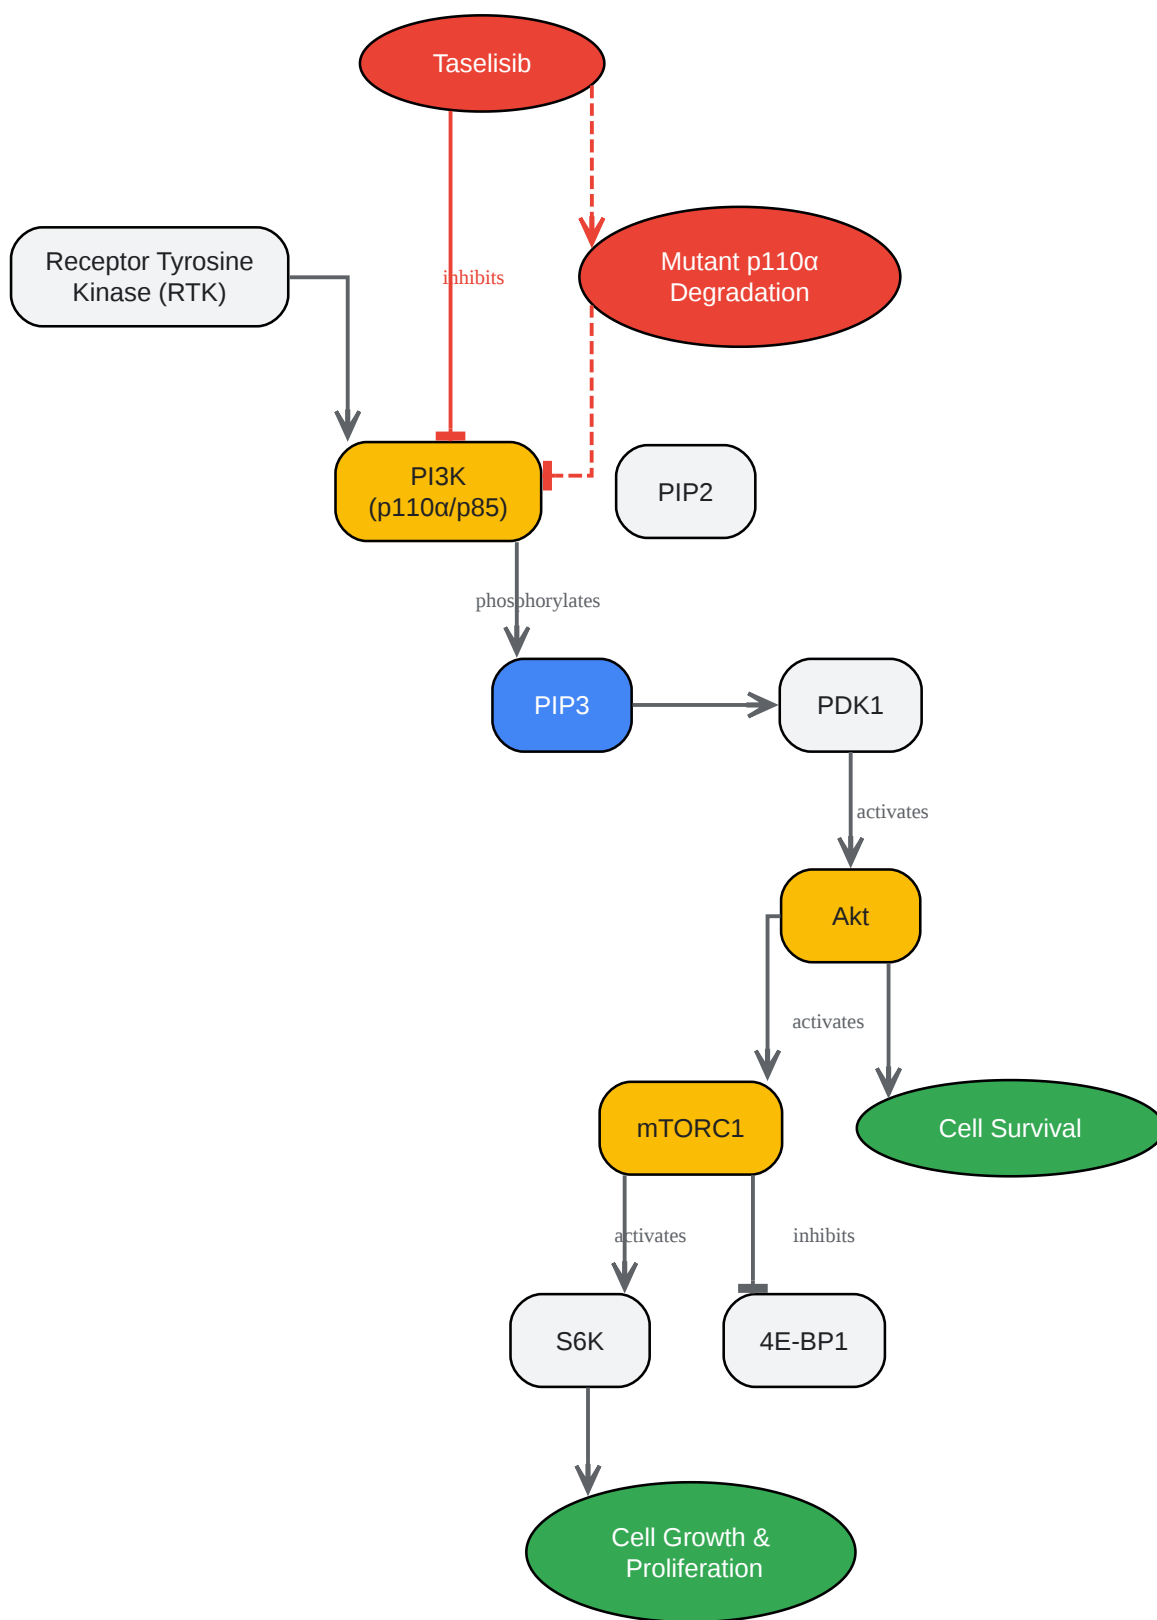 Taselisib
Receptor Tyrosine
Kinase (RTK)
inhibits
Mutant p110α
Degradation
PI3K
(p110α/p85)
PIP2
phosphorylates
PIP3
PDK1
activates
Akt
activates
mTORC1
Cell Survival
activates
inhibits
S6K
4E-BP1
Cell Growth &
Proliferation